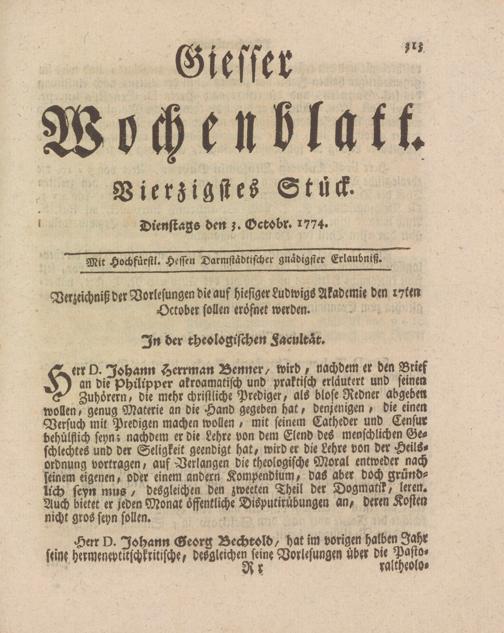 313
Giesser
Wochenblatt.
Vierzigstes Stück.
Dienstags den 3. Octobr. 1774.
Mit Hochfürstl. Hessen Darmstädtischer gnädigster Erlaubniß.
Verzeichniß der Vorlesungen die auf hiesiger Ludwigs Akademie den 17ten
October sollen eröfnet werden.
In der theologischen Facultät.
Herr D. Johann Herrman Benner, wird, nachdem er den Brief
an die Philipper akroamatisch und praktisch erläutert und seinen
Zuhörern, die mehr christliche Prediger, als blose Redner abgeben
wollen, genug Materie an die Hand gegeben hat, denjenigen, die einen
Versuch mit Predigen machen wollen, mit seinem Catheder und Censur
behülflich seyn; nachdem er die Lehre von dem Elend des menschlichen Ge-
schlechtes und der Seligkeit geendigt hat, wird er die Lehre von der Heils-
ordnung vortragen, auf Verlangen die theologische Moral entweder nach
seinem eigenen, oder einem andern Kompendium, das aber doch gründ-
lich seyn mus, desgleichen den zweeten Theil der Dogmatik, leren.
Auch bietet er jeden Monat öffentliche Disputirübungen an, deren Kosten
nicht gros seyn sollen.
Herr D. Johann Georg Bechtold, hat im vorigen halben Jahr
seine hermenevtitschkritische, desgleichen seine Vorlesungen über die Pasto-
Rr raltheolo-